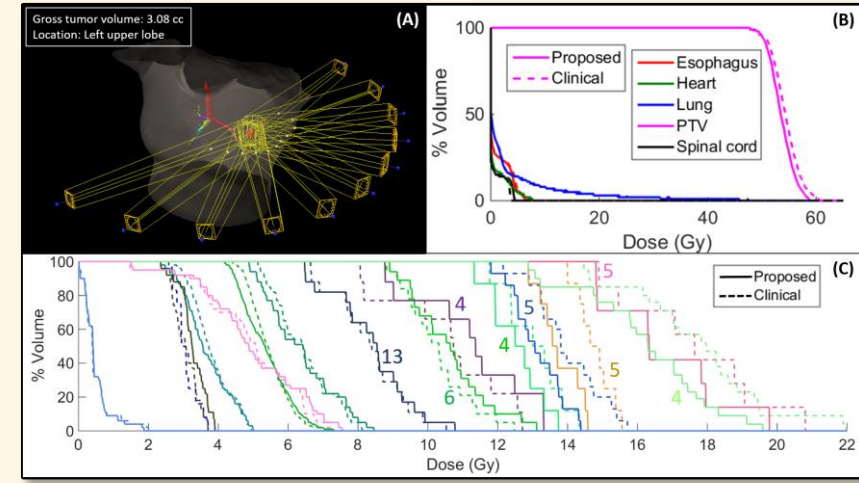 Gross tumor volume: 3.08 cc
Location: Left upper lobe
(A)
(B)
% Volume
100
50
0
0
20
40
60
Dose (Gy)
Proposed
Clinical
Esophagus
Heart
Lung
PTV
Spinal cord
(C)
% Volume
100
80
60
40
20
0
0
2
4
6
8
10
12
14
16
18
20
22
Dose (Gy)
13
6
4
4
5
5
5
4
Proposed
Clinical